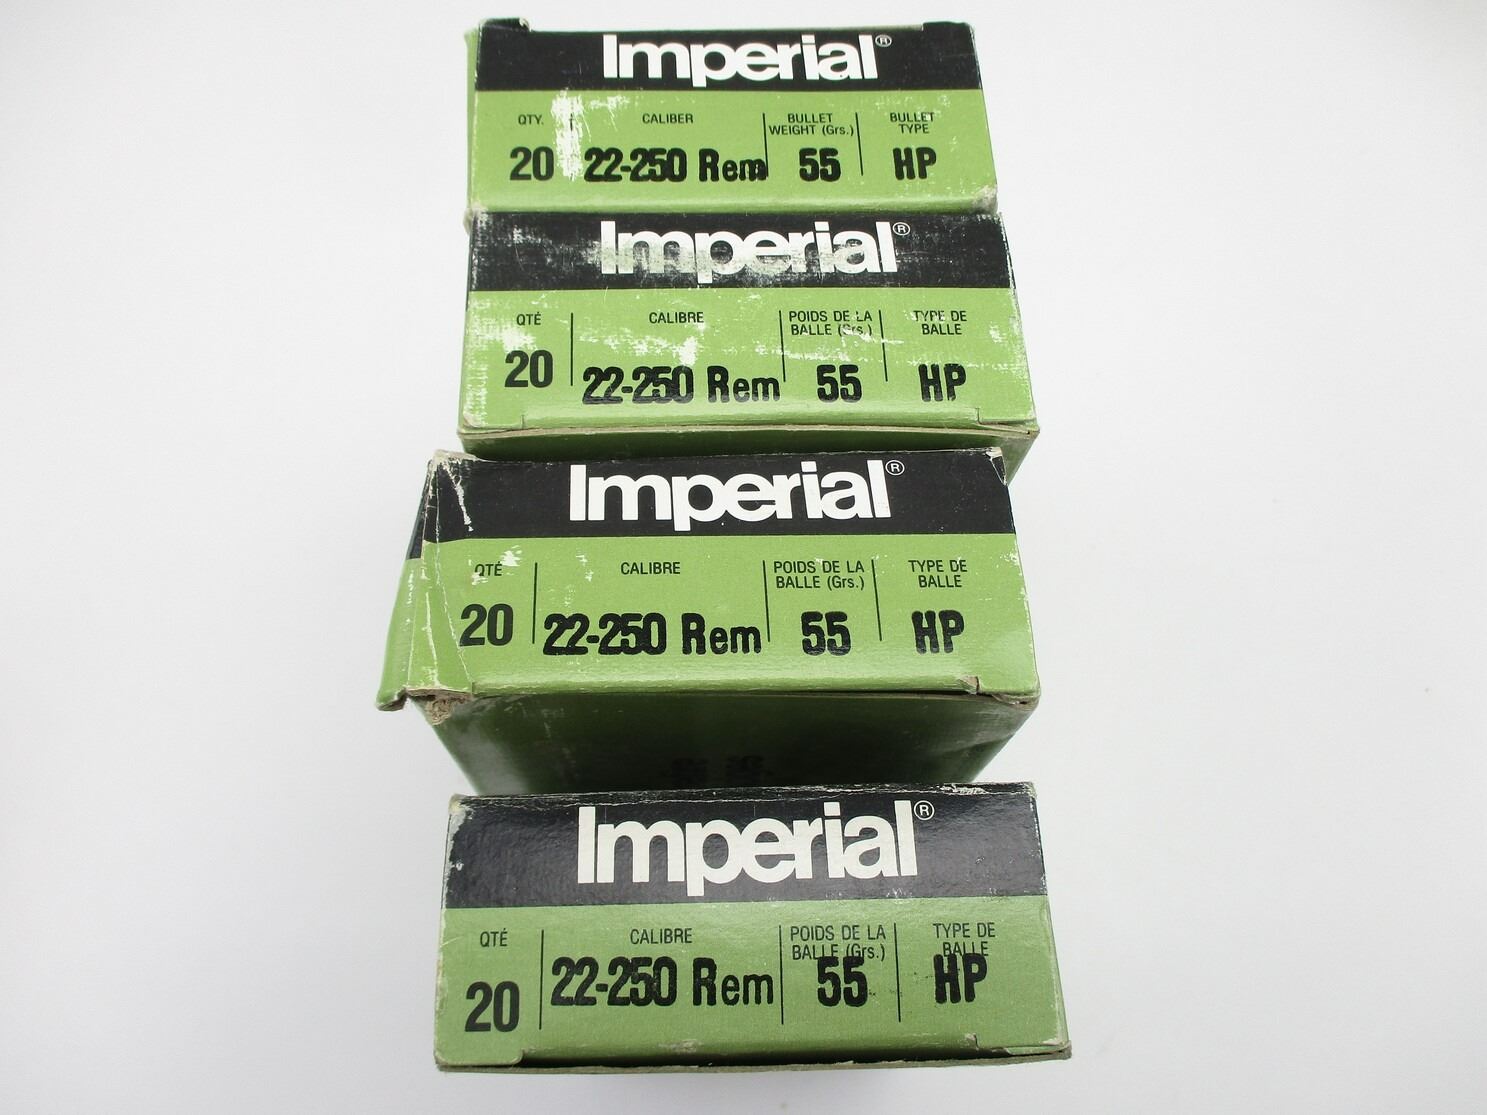 Imperial®
QTY. CALIBER BULLET WEIGHT (Grs.) BULLET TYPE
20 22-250 Rem 55 HP
Imperial®
QTÉ CALIBRE POIDS DE LA BALLE (Grs.) TYPE DE BALLE
20 22-250 Rem 55 HP
Imperial®
QTÉ CALIBRE POIDS DE LA BALLE (Grs.) TYPE DE BALLE
20 22-250 Rem 55 HP
Imperial®
QTÉ CALIBRE POIDS DE LA BALLE (Grs.) TYPE DE BALLE
20 22-250 Rem 55 HP